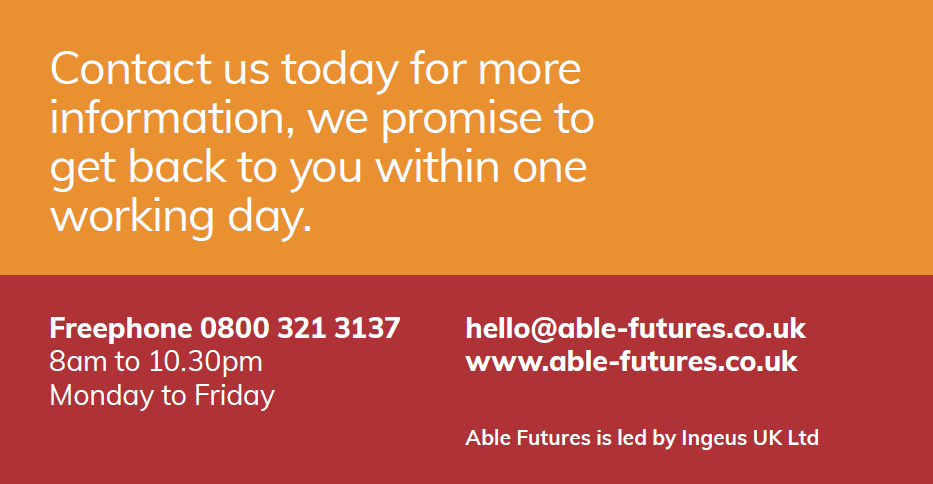 Contact us today for more
information, we promise to
get back to you within one
working day.
Freephone 0800 321 3137
8am to 10.30pm
Monday to Friday
hello@able-futures.co.uk
www.able-futures.co.uk
Able Futures is led by Ingeus UK Ltd